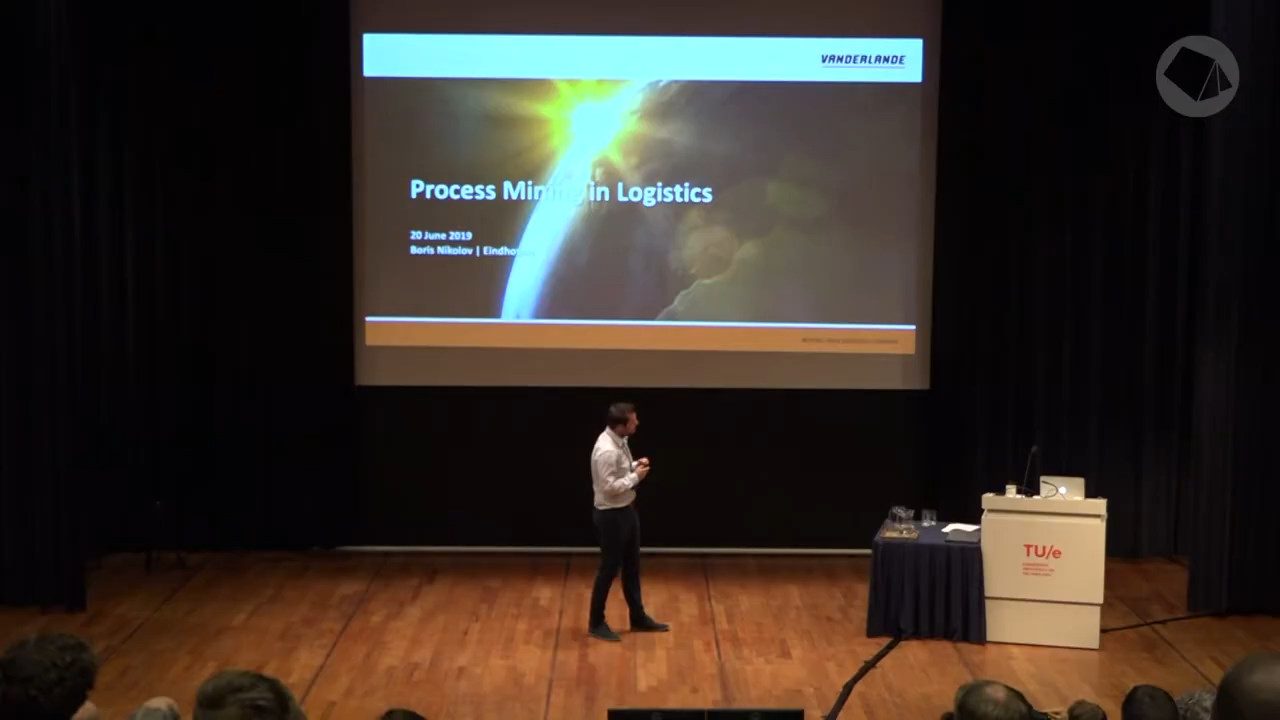 VANDERLANDE
Process Mining in Logistics
20 June 2019
Boris Nikolov | Eindhoven
TU/e